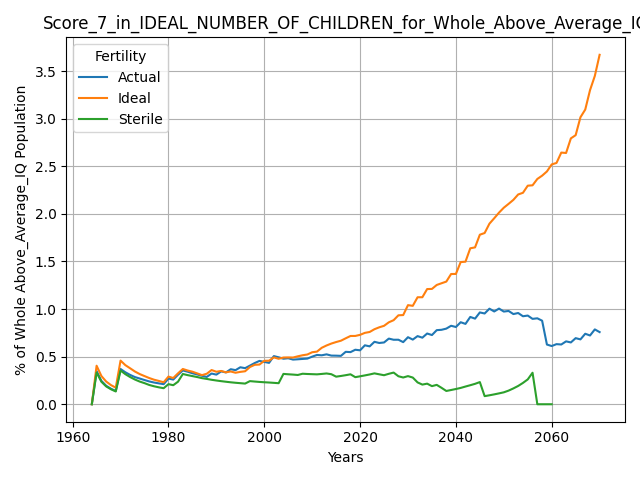 Score_7_in_IDEAL_NUMBER_OF_CHILDREN_for_Whole_Above_Average_IQ
Fertility
Actual
Ideal
Sterile
% of Whole Above_Average_IQ Population
3.5
3.0
2.5
2.0
1.5
1.0
0.5
0.0
1960 1980 2000 2020 2040 2060
Years